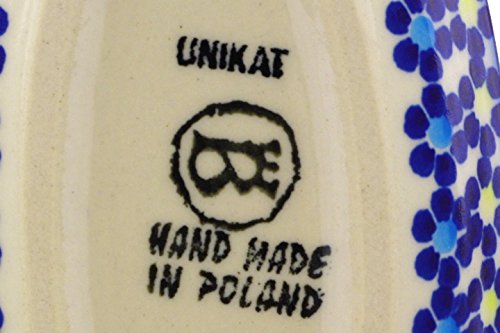 UNIKAT
B
HAND MADE
IN POLAND